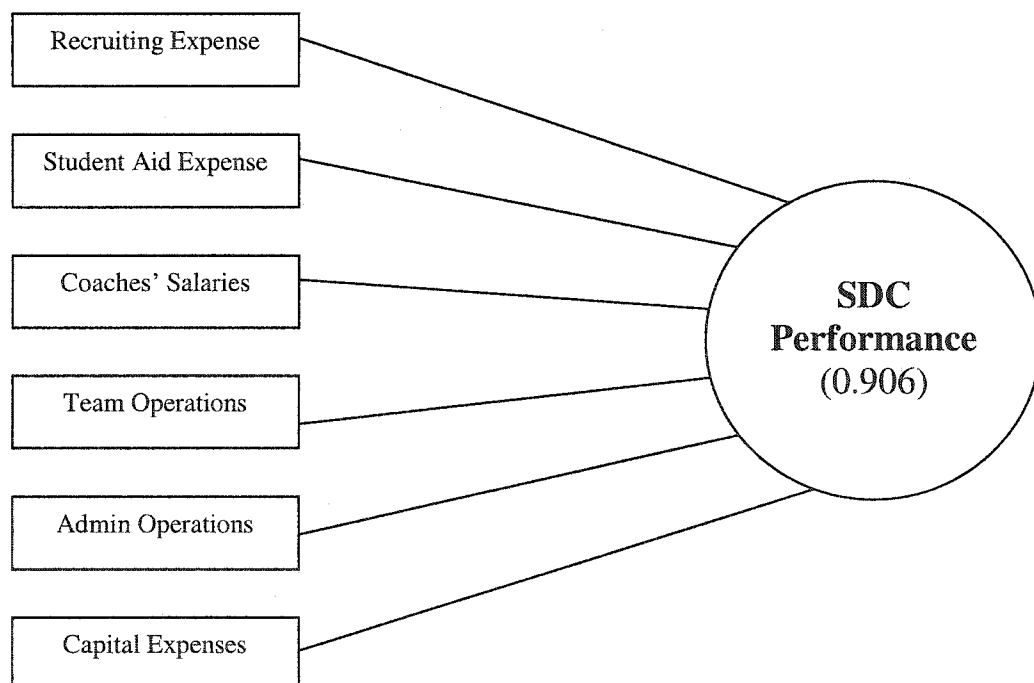 Recruiting Expense
Student Aid Expense
Coaches' Salaries
Team Operations
Admin Operations
Capital Expenses
SDC
Performance
(0.906)